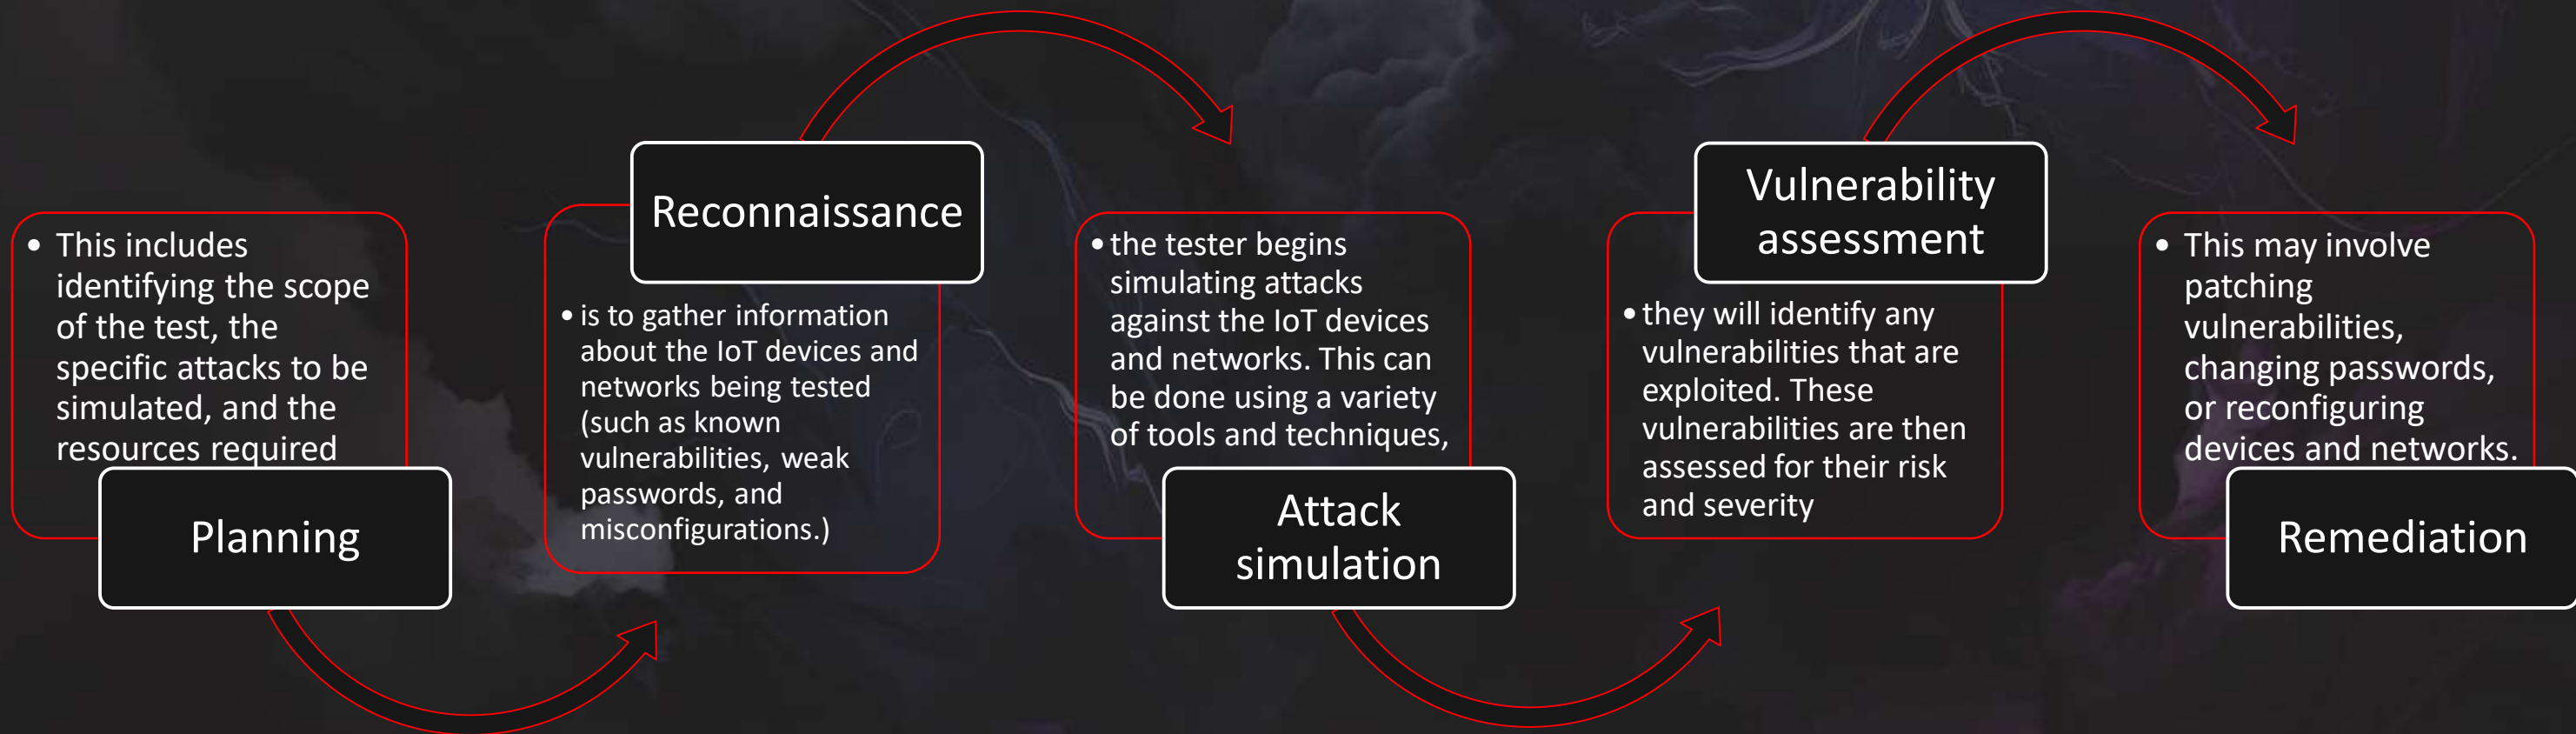 • This includes
identifying the scope
of the test, the
specific attacks to be
simulated, and the
resources required
Planning
Reconnaissance
• is to gather information
about the IoT devices and
networks being tested
(such as known
vulnerabilities, weak
passwords, and
misconfigurations.)
• the tester begins
simulating attacks
against the IoT devices
and networks. This can
be done using a variety
of tools and techniques,
Attack
simulation
Vulnerability
assessment
• they will identify any
vulnerabilities that are
exploited. These
vulnerabilities are then
assessed for their risk
and severity
• This may involve
patching
vulnerabilities,
changing passwords,
or reconfiguring
devices and networks.
Remediation